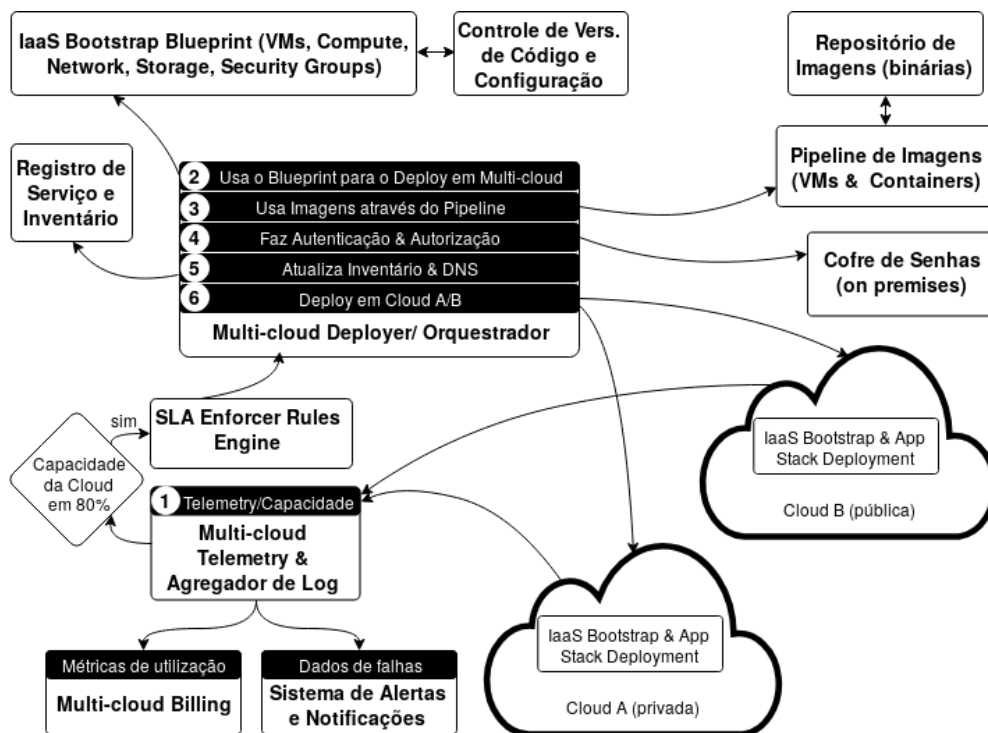 IaaS Bootstrap Blueprint (VMs, Compute,
Network, Storage, Security Groups)
Controle de Vers.
de Código e
Configuração
Repositório de
Imagens (binárias)
Pipeline de Imagens
(VMs & Containers)
Registro de
Serviço e
Inventário
2 Usa o Blueprint para o Deploy em Multi-cloud
3 Usa Imagens através do Pipeline
4 Faz Autenticação & Autorização
5 Atualiza Inventário & DNS
6 Deploy em Cloud A/B
Multi-cloud Deployer/ Orquestrador
Cofre de Senhas
(on premises)
sim
SLA Enforcer Rules
Engine
Capacidade
da Cloud
em 80%
1 Telemetry/Capacidade
Multi-cloud
Telemetry &
Agregador de Log
IaaS Bootstrap & App
Stack Deployment
Cloud B (pública)
IaaS Bootstrap & App
Stack Deployment
Cloud A (privada)
Métricas de utilização
Multi-cloud Billing
Dados de falhas
Sistema de Alertas
e Notificações